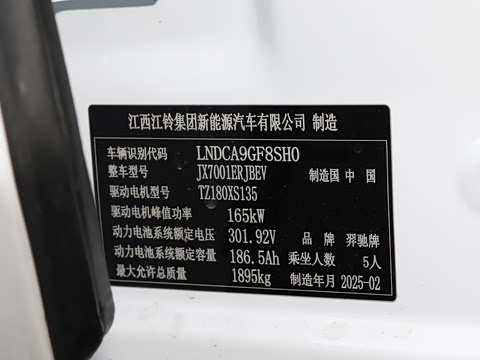 江西江铃集团新能源汽车有限公司 制造
车辆识别代码 LNDCA9GF8SH0
整车型号 JX7001ERJBEV 制造国 中 国
驱动电机型号 TZ180XS135
驱动电机峰值功率 165kW
动力电池系统额定电压 301.92V 品 牌 羿驰牌
动力电池系统额定容量 186.5Ah 乘坐人数 5人
最大允许总质量 1895kg 制造年月 2025-02